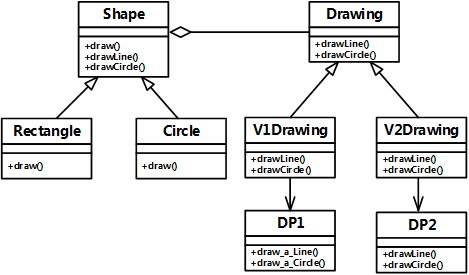 Shape
+draw()
+drawLine()
+drawCircle()
Drawing
+drawLine()
+drawCircle()
Rectangle
+draw()
Circle
+draw()
V1Drawing
+drawLine()
+drawCircle()
V2Drawing
+drawLine()
+drawCircle()
DP1
+draw_a_Line()
+draw_a_Circle()
DP2
+drawLine()
+drawCircle()